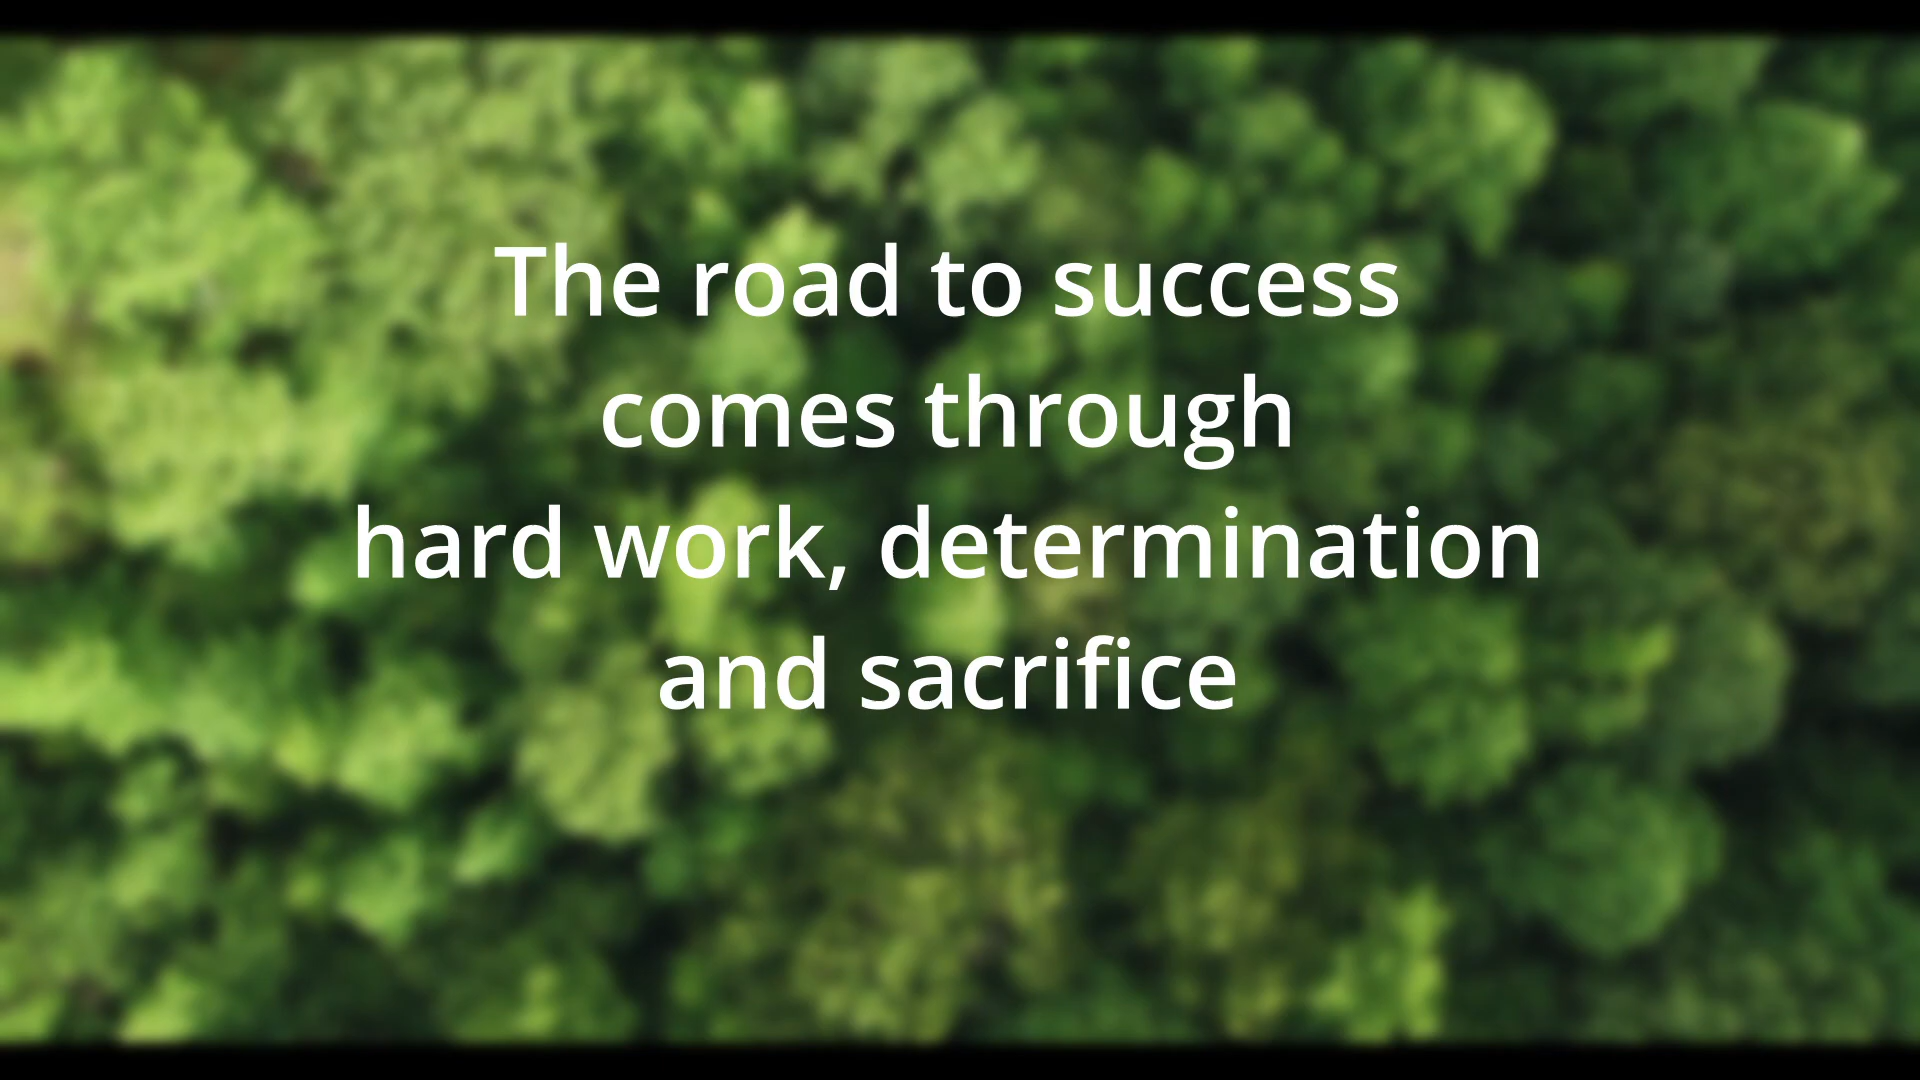 The road to success
comes through
hard work, determination
and sacrifice